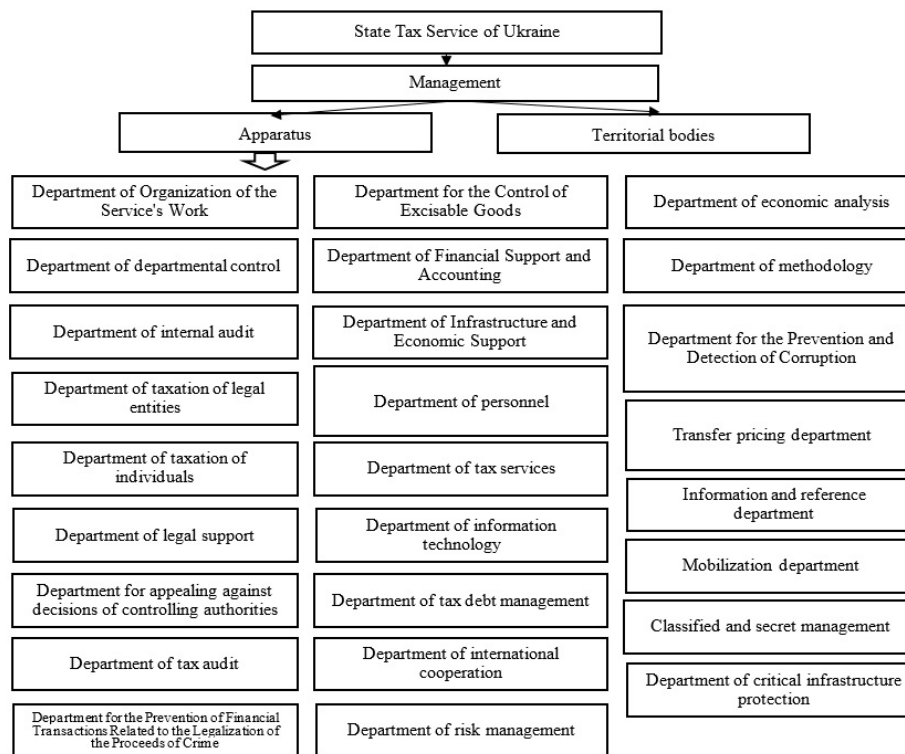 State Tax Service of Ukraine
Management
Apparatus
Territorial bodies
Department of Organization of the
Service's Work
Department of departmental control
Department of internal audit
Department of taxation of legal
entities
Department of taxation of
individuals
Department of legal support
Department for appealing against
decisions of controlling authorities
Department of tax audit
Department for the Prevention of Financial
Transactions Related to the Legalization of
the Proceeds of Crime
Department for the Control of
Excisable Goods
Department of Financial Support and
Accounting
Department of Infrastructure and
Economic Support
Department of personnel
Department of tax services
Department of information
technology
Department of tax debt management
Department of international
cooperation
Department of risk management
Department of economic analysis
Department of methodology
Department for the Prevention and
Detection of Corruption
Transfer pricing department
Information and reference
department
Mobilization department
Classified and secret management
Department of critical infrastructure
protection